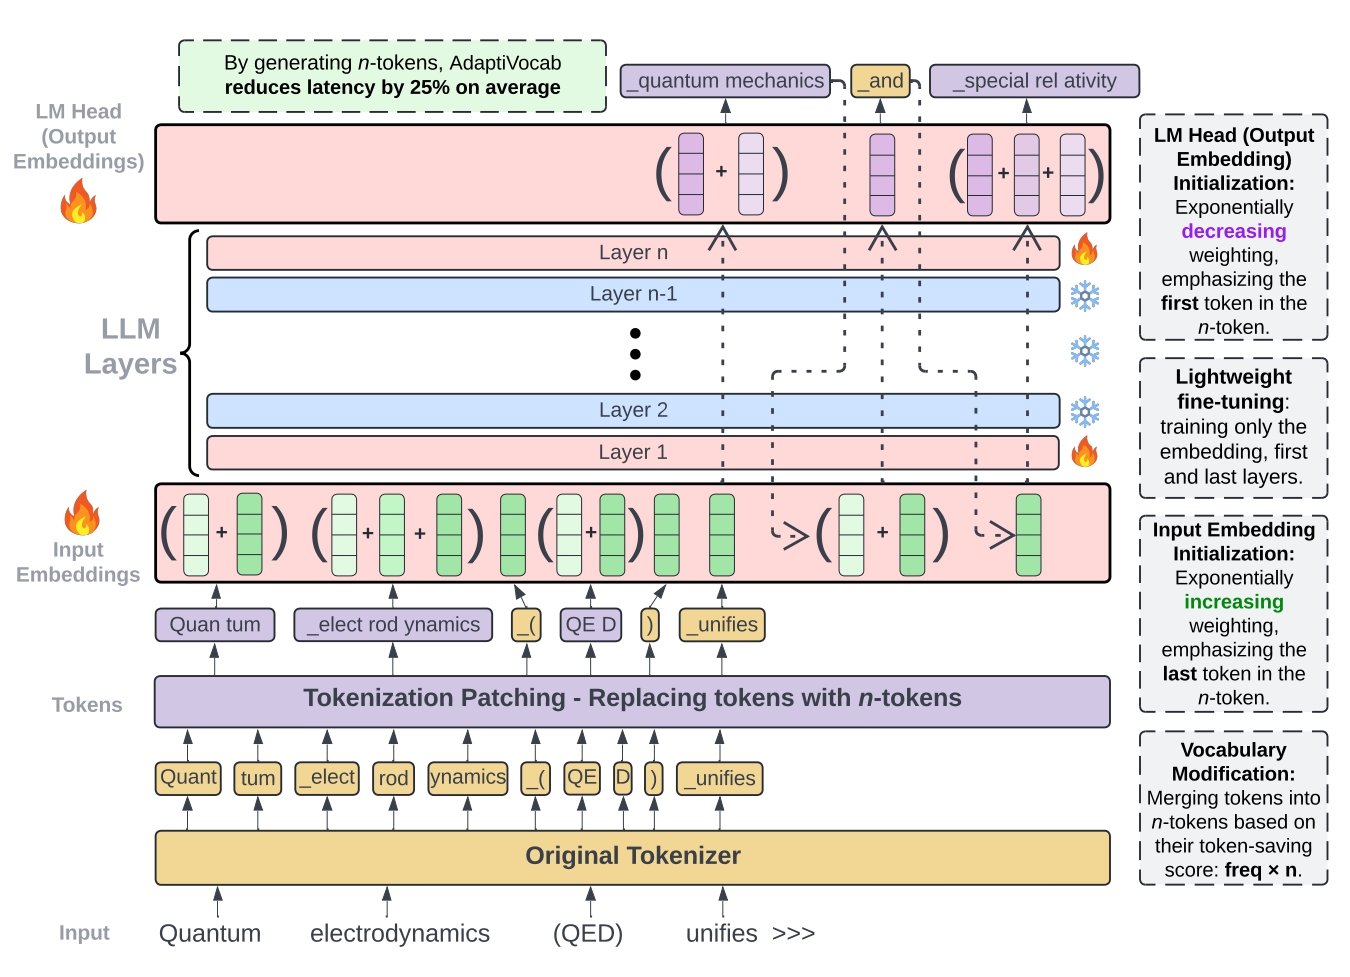 By generating n-tokens, AdaptiVocab
reduces latency by 25% on average
_quantum mechanics
_and
_special rel ativity
LM Head
(Output
Embeddings)
( + )
( + + )
LLM
Layers
Layer n
Layer n-1
Layer 2
Layer 1
Input
Embeddings
( + ) ( + + ) ( + ) ( + )
Quan tum
_elect rod ynamics
_(
QE D
)
_unifies
Tokens
Tokenization Patching - Replacing tokens with n-tokens
Quant
tum
_elect
rod
ynamics
_(
QE
D
)
_unifies
Original Tokenizer
Input
Quantum
electrodynamics
(QED)
unifies >>>
LM Head (Output
Embedding)
Initialization:
Exponentially
decreasing
weighting,
emphasizing the
first token in the
n-token.
Lightweight
fine-tuning:
training only the
embedding, first
and last layers.
Input Embedding
Initialization:
Exponentially
increasing
weighting,
emphasizing the
last token in the
n-token.
Vocabulary
Modification:
Merging tokens into
n-tokens based on
their token-saving
score: freq × n.